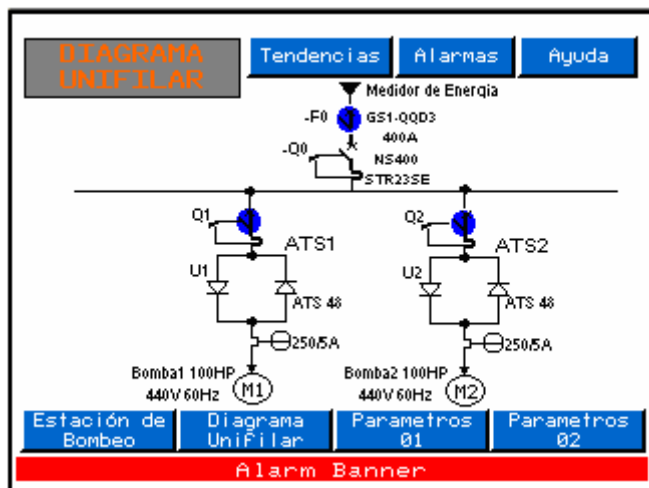 DIAGRAMA
UNIFILAR
Tendencias
Alarmas
Ayuda
Medidor de Energia
-F0
GS1-QQD3
400A
-Q0
NS400
STR23SE
Q1
ATS1
U1
ATS 48
250/5A
Bomba1 100HP
440V 60Hz
M1
Q2
ATS2
U2
ATS 48
250/5A
Bomba2 100HP
440V 60Hz
M2
Estación de
Bombeo
Diagrama
Unifilar
Parametros
01
Parametros
02
Alarm Banner